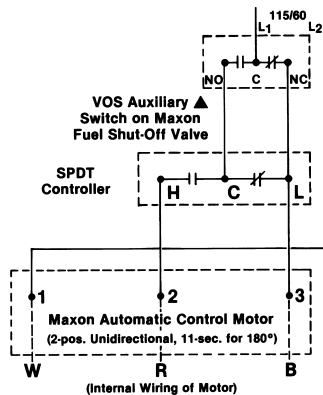 115/60
L1 L2
NO C NC
VOS Auxiliary ▲
Switch on Maxon
Fuel Shut-Off Valve
SPDT
Controller
H C L
1 2 3
Maxon Automatic Control Motor
(2-pos. Unidirectional, 11-sec. for 180°)
W R B
(Internal Wiring of Motor)